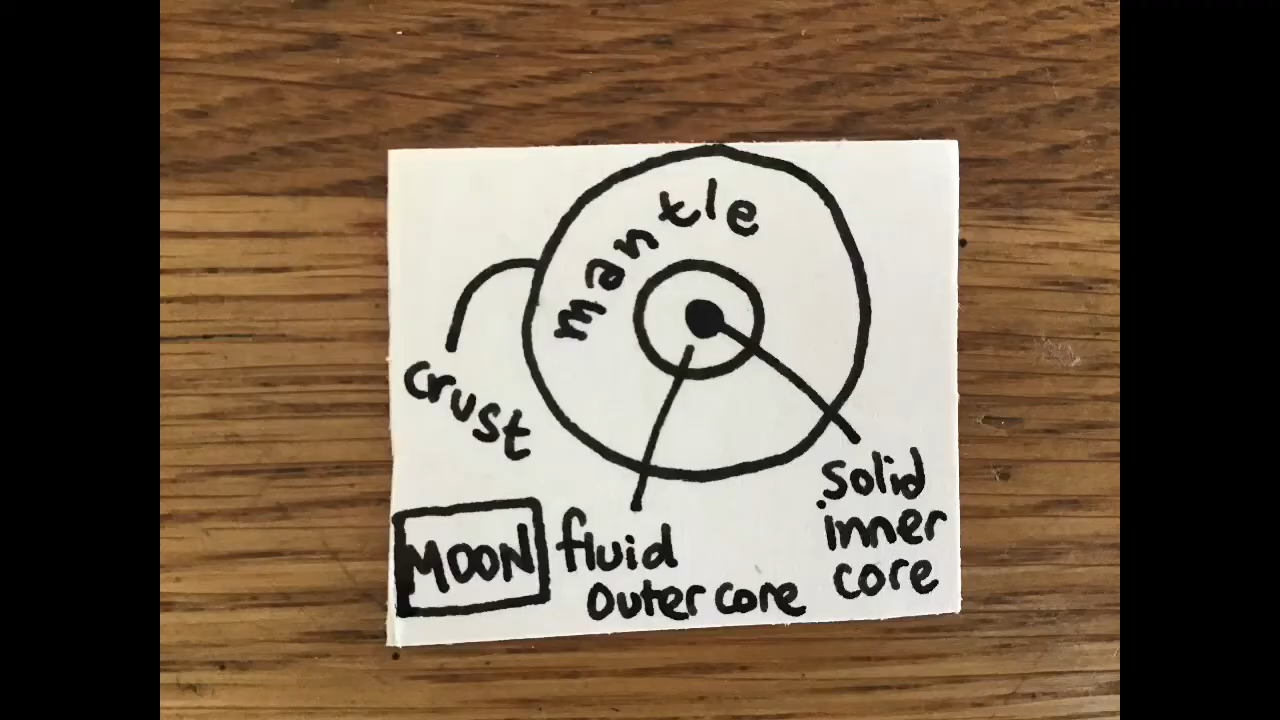 mantle
crust
solid
inner
core
MOON
fluid
outer core